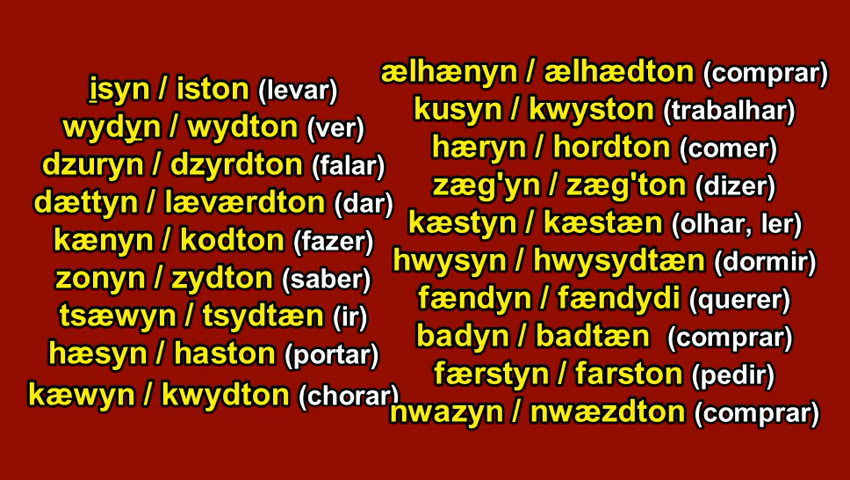 isyn / iston (levar)
wydyn / wydton (ver)
dzuryn / dzyrdton (falar)
dættyn / læværdton (dar)
kænyn / kodton (fazer)
zonyn / zydton (saber)
tsæwyn / tsydtæn (ir)
hæsyn / haston (portar)
kæwyn / kwydton (chorar)
ælhænyn / ælhædton (comprar)
kusyn / kwyston (trabalhar)
hæryn / hordton (comer)
zæg'yn / zæg'ton (dizer)
kæstyn / kæstæn (olhar, ler)
hwysyn / hwysydtæn (dormir)
fændyn / fændydi (querer)
badyn / badtæn (comprar)
færstyn / farston (pedir)
nwazyn / nwæzdton (comprar)